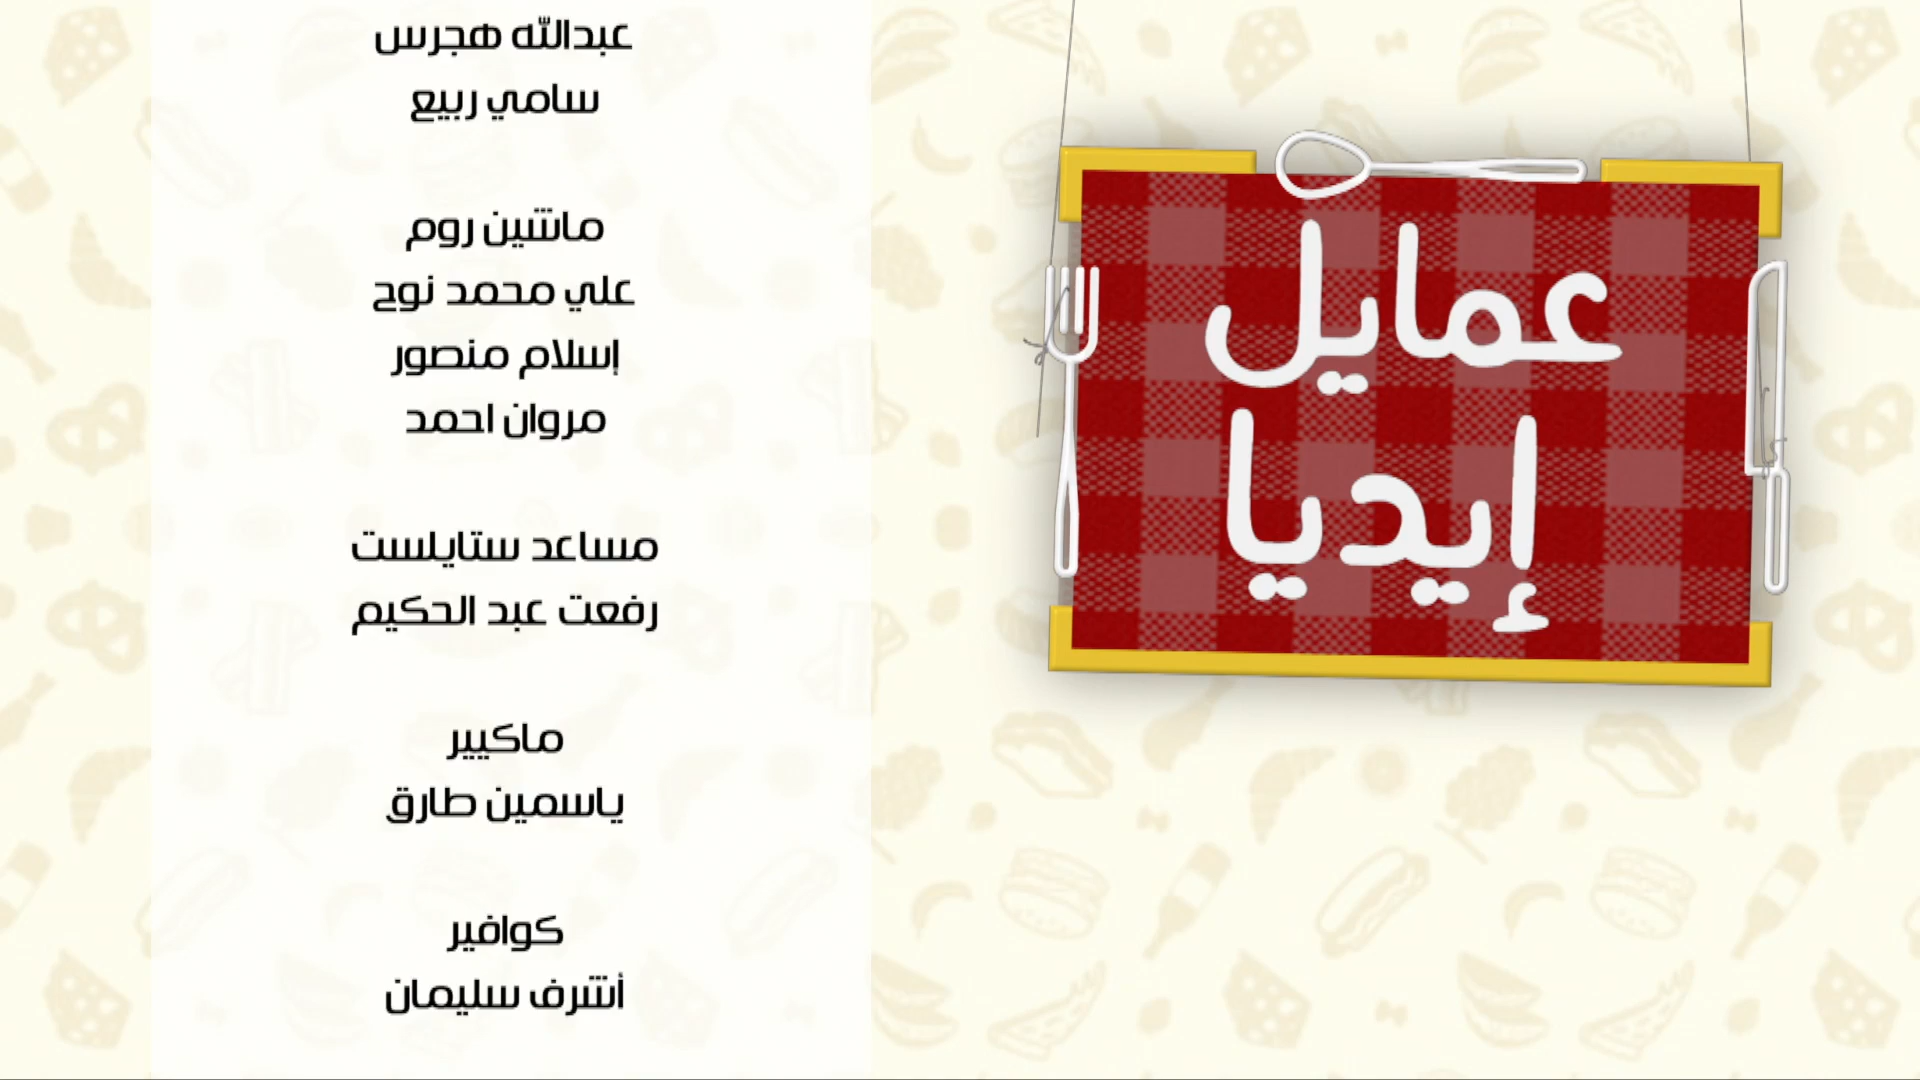 عبدالله هجرس
سامي ربيع
ماشين روم
علي محمد نوح
إسلام منصور
مروان احمد
مساعد ستايلست
رفعت عبد الحكيم
ماكيير
ياسمين طارق
كوافير
أشرف سليمان
عمايل
إيديا